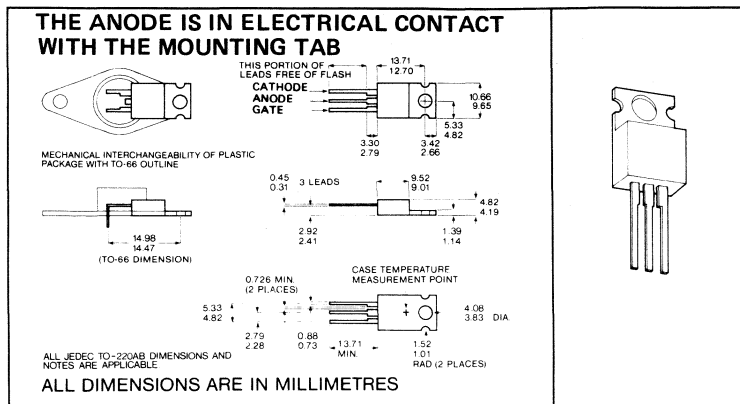 THE ANODE IS IN ELECTRICAL CONTACT
WITH THE MOUNTING TAB
THIS PORTION OF
LEADS FREE OF FLASH
13.71
12.70
CATHODE
ANODE
GATE
10.66
9.65
5.33
4.82
3.30
2.79
3.42
2.66
MECHANICAL INTERCHANGEABILITY OF PLASTIC
PACKAGE WITH TO-66 OUTLINE
0.45
0.31
3 LEADS
9.52
9.01
4.82
4.19
2.92
2.41
1.39
1.14
14.98
14.47
(TO-66 DIMENSION)
0.726 MIN.
(2 PLACES)
CASE TEMPERATURE
MEASUREMENT POINT
5.33
4.82
4.08
3.83 DIA
2.79
2.28
0.88
0.73
13.71
MIN.
1.52
1.01
RAD (2 PLACES)
ALL JEDEC TO-220AB DIMENSIONS AND
NOTES ARE APPLICABLE
ALL DIMENSIONS ARE IN MILLIMETRES